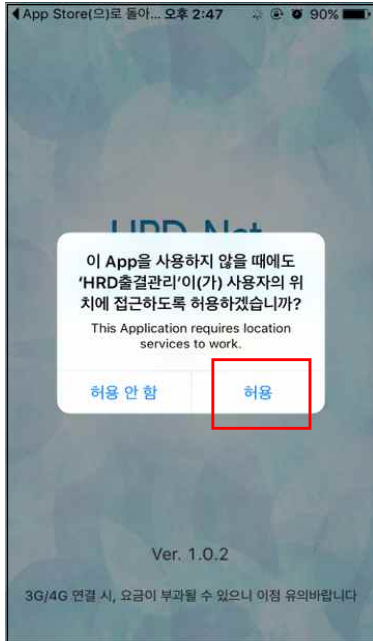 App Store(으)로 돌아... 오후 2:47 90%
HRD-Net
이 App을 사용하지 않을 때에도
‘HRD출결관리’이(가) 사용자의 위
치에 접근하도록 허용하겠습니까?
This Application requires location
services to work.
허용 안 함 허용
Ver. 1.0.2
3G/4G 연결 시, 요금이 부과될 수 있으니 이점 유의바랍니다